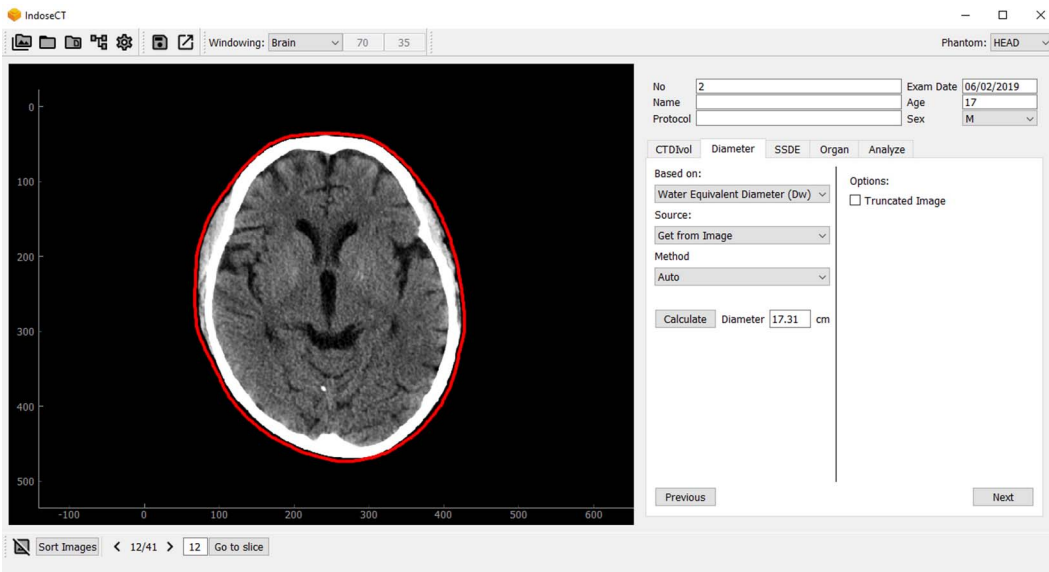 IndoseCT
Windowing: Brain 70 35 Phantom: HEAD
No 2 Exam Date 06/02/2019
Name Age 17
Protocol Sex M
CTDIvol Diameter SSDE Organ Analyze
Based on: Options:
Water Equivalent Diameter (Dw) Truncated Image
Source:
Get from Image
Method
Auto
Calculate Diameter 17.31 cm
Previous Next
0
100
200
300
400
500
-100 0 100 200 300 400 500 600
Sort Images 12/41 12 Go to slice